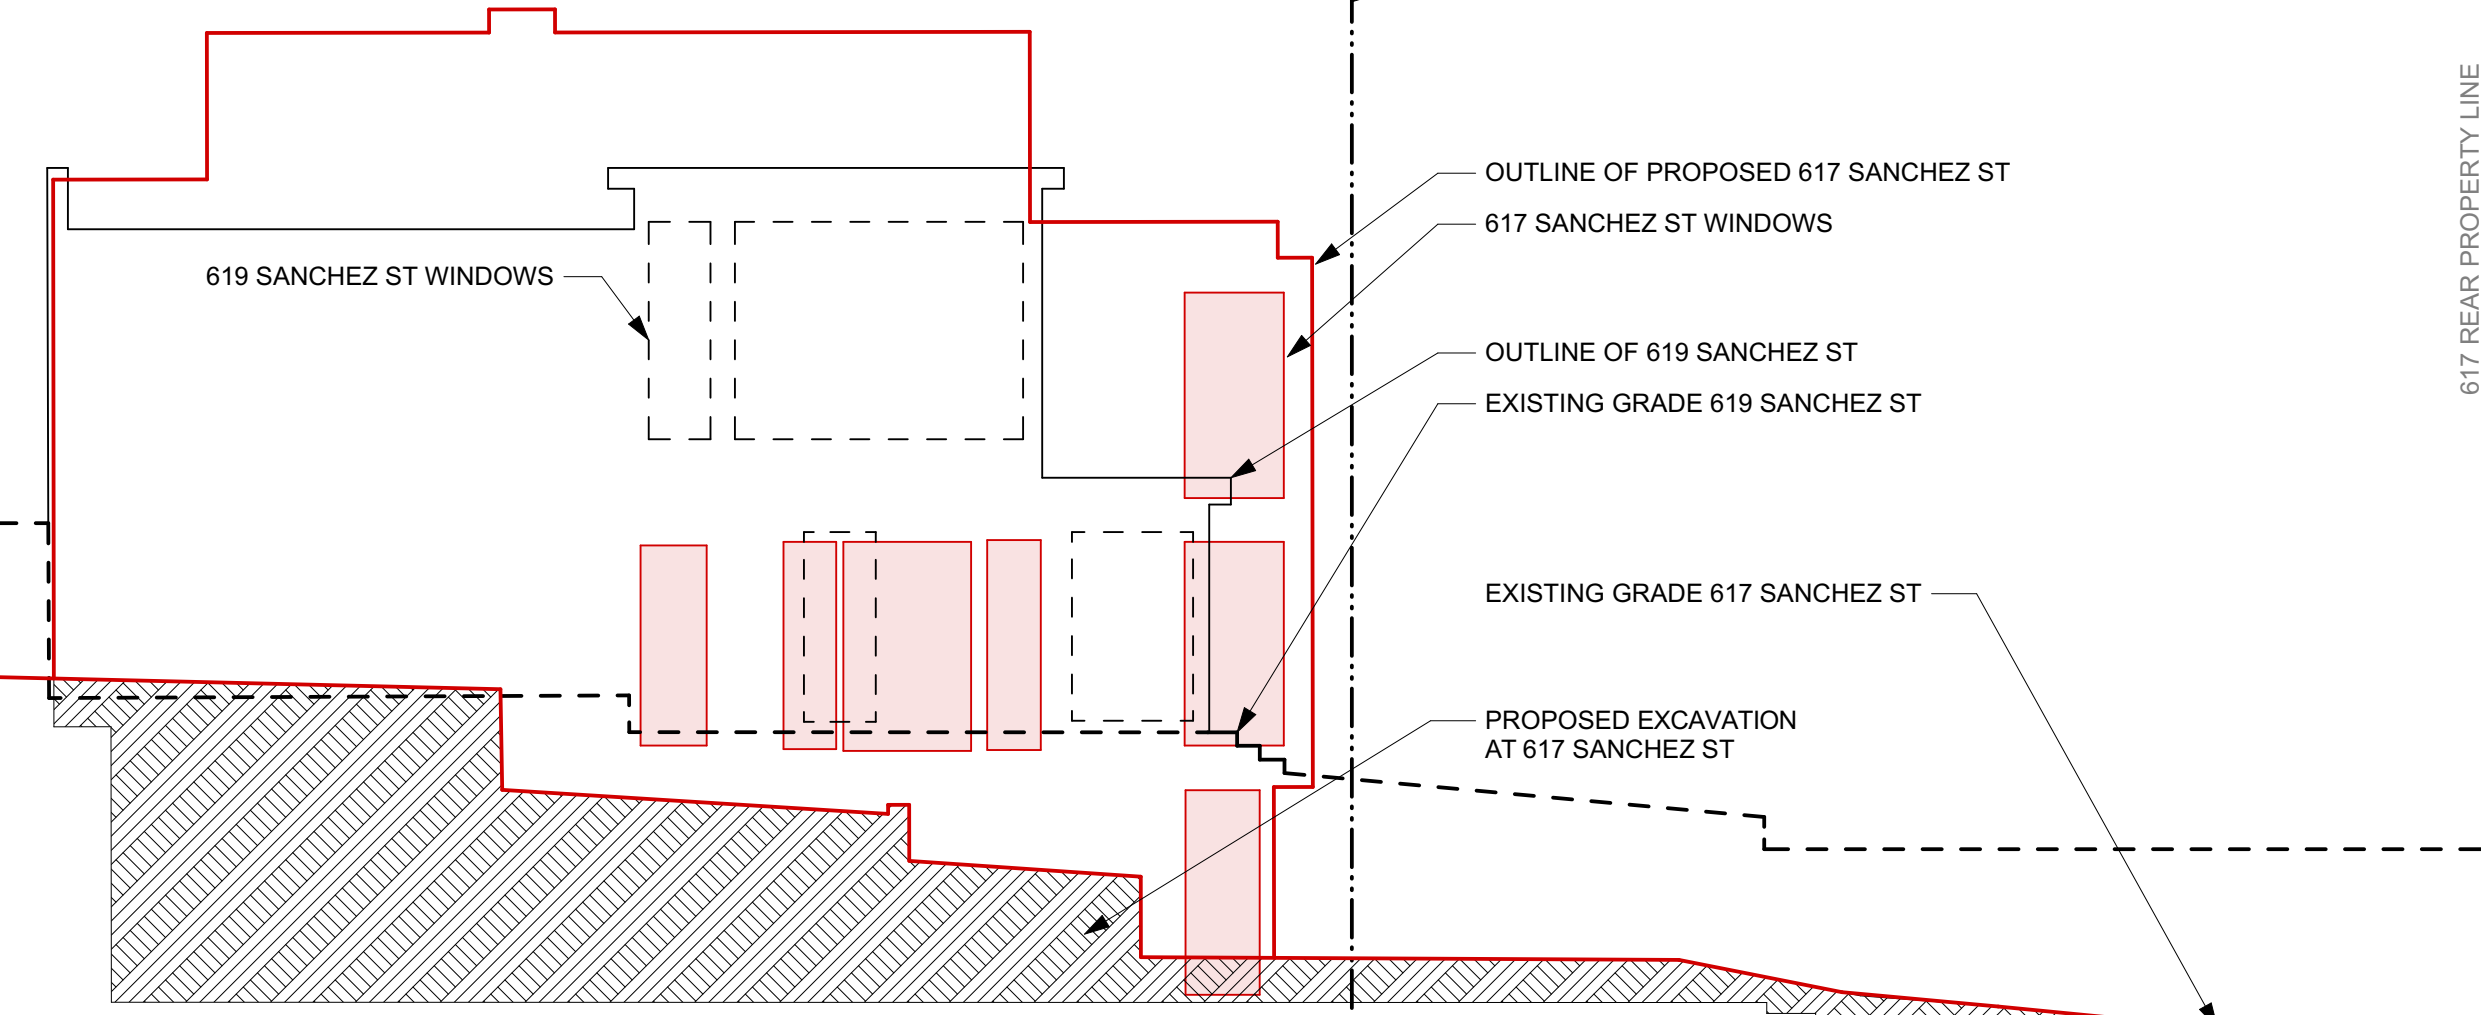 OUTLINE OF PROPOSED 617 SANCHEZ ST
617 SANCHEZ ST WINDOWS
619 SANCHEZ ST WINDOWS
OUTLINE OF 619 SANCHEZ ST
EXISTING GRADE 619 SANCHEZ ST
EXISTING GRADE 617 SANCHEZ ST
PROPOSED EXCAVATION
AT 617 SANCHEZ ST
617 REAR PROPERTY LINE